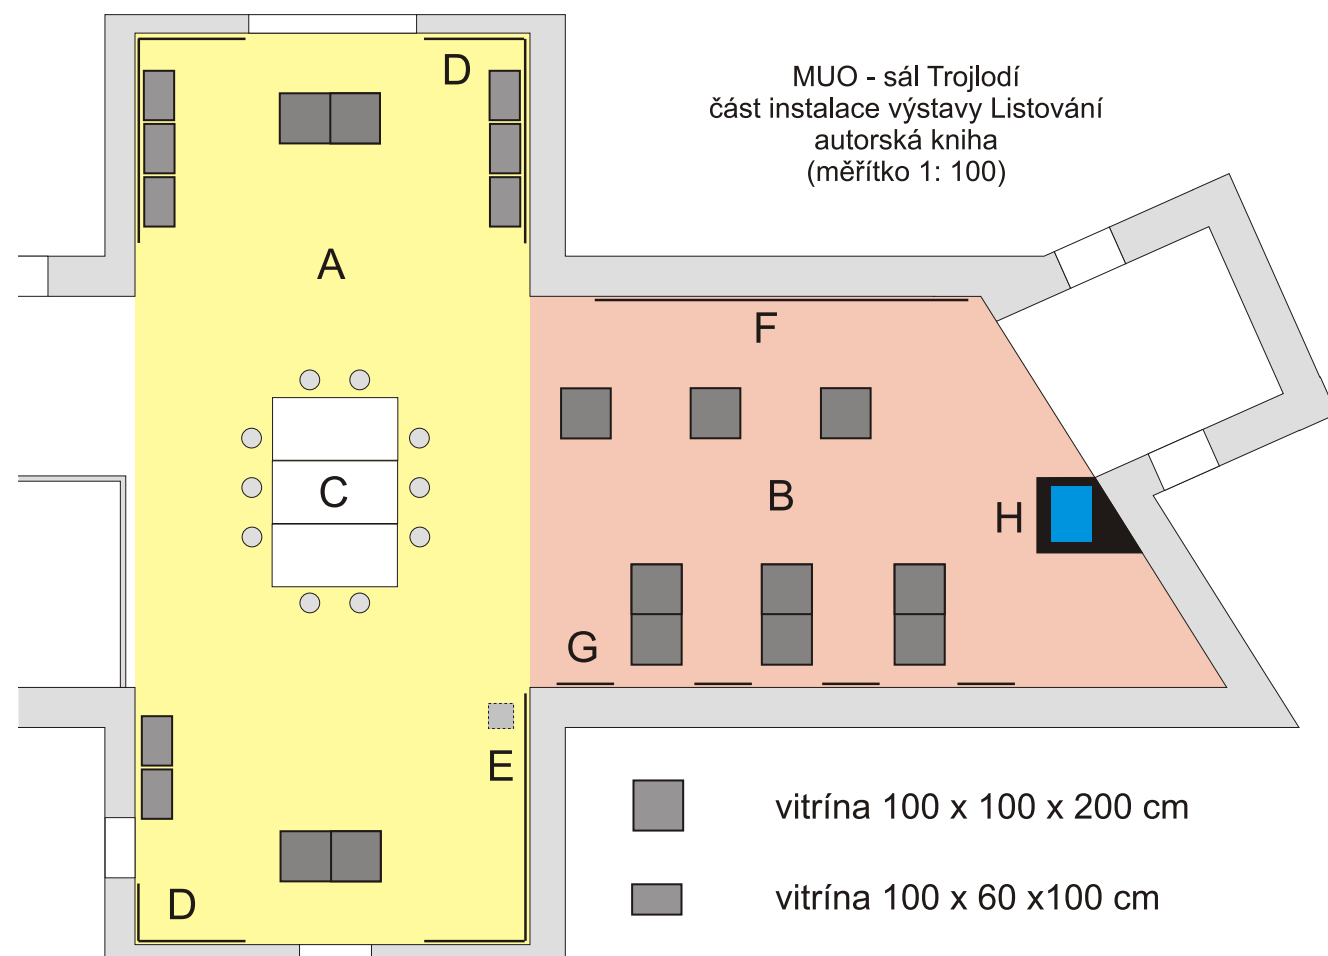 MUO - sál Trojlodí
část instalace výstavy Listování
autorská kniha
(měřítko 1: 100)
D
A
F
C
B
H
G
E
D
vitrína 100 x 100 x 200 cm
vitrína 100 x 60 x100 cm